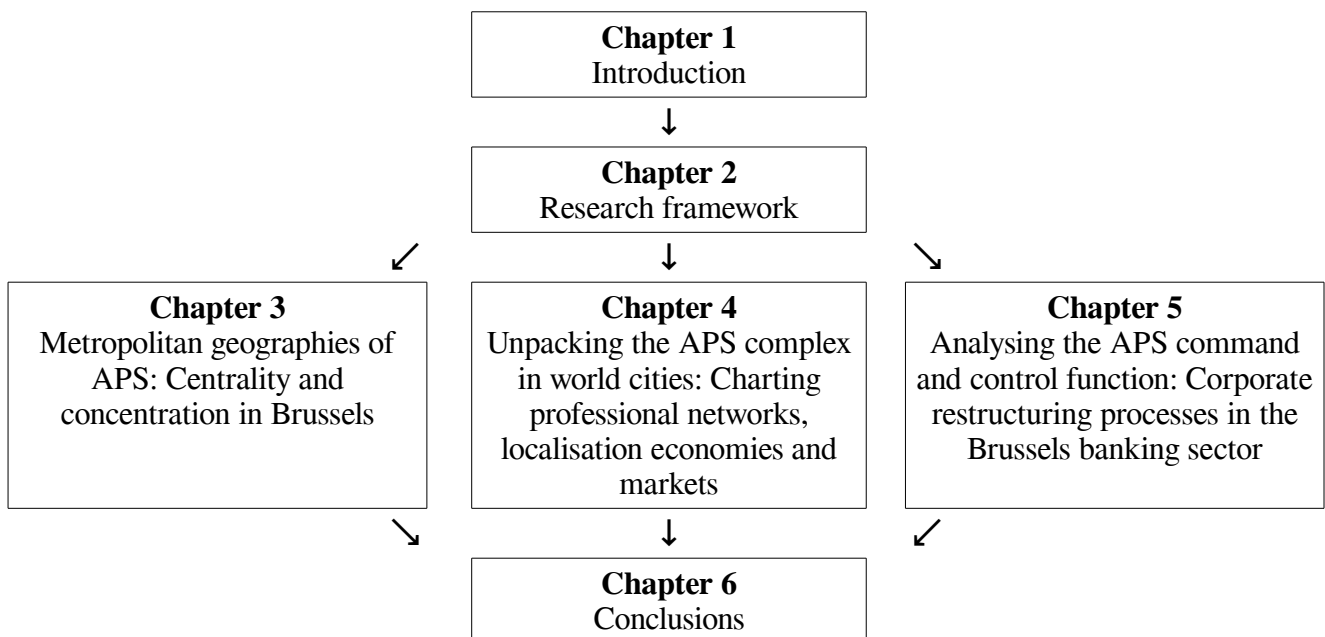 Chapter 1
Introduction
↓
Chapter 2
Research framework
↙ ↓ ↘
Chapter 3
Metropolitan geographies of
APS: Centrality and
concentration in Brussels
Chapter 4
Unpacking the APS complex
in world cities: Charting
professional networks,
localisation economies and
markets
Chapter 5
Analysing the APS command
and control function: Corporate
restructuring processes in the
Brussels banking sector
↘ ↓ ↙
Chapter 6
Conclusions